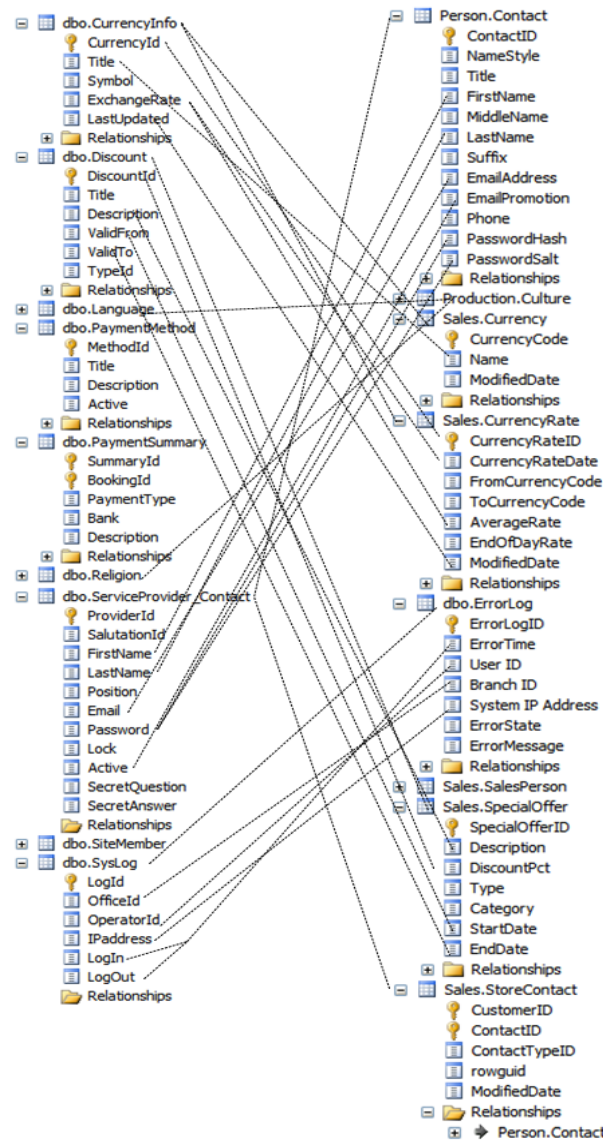 dbo.CurrencyInfo
CurrencyId
Title
Symbol
ExchangeRate
LastUpdated
Relationships
dbo.Discount
DiscountId
Title
Description
ValidFrom
ValidTo
TypeId
Relationships
dbo.Language
dbo.PaymentMethod
MethodId
Title
Description
Active
Relationships
dbo.PaymentSummary
SummaryId
BookingId
PaymentType
Bank
Description
Relationships
dbo.Religion
dbo.ServiceProvider_Contact
ProviderId
SalutationId
FirstName
LastName
Position
Email
Password
Lock
Active
SecretQuestion
SecretAnswer
Relationships
dbo.SiteMember
dbo.SysLog
LogId
OfficeId
OperatorId
IPaddress
LogIn
LogOut
Relationships
Person.Contact
ContactID
NameStyle
Title
FirstName
MiddleName
LastName
Suffix
EmailAddress
EmailPromotion
Phone
PasswordHash
PasswordSalt
Relationships
Production.Culture
Sales.Currency
CurrencyCode
Name
ModifiedDate
Relationships
Sales.CurrencyRate
CurrencyRateID
CurrencyRateDate
FromCurrencyCode
ToCurrencyCode
AverageRate
EndOfDayRate
ModifiedDate
Relationships
dbo.ErrorLog
ErrorLogID
ErrorTime
User ID
Branch ID
System IP Address
ErrorState
ErrorMessage
Relationships
Sales.SalesPerson
Sales.SpecialOffer
SpecialOfferID
Description
DiscountPct
Type
Category
StartDate
EndDate
Relationships
Sales.StoreContact
CustomerID
ContactID
ContactTypeID
rowguid
ModifiedDate
Relationships
Person.Contact